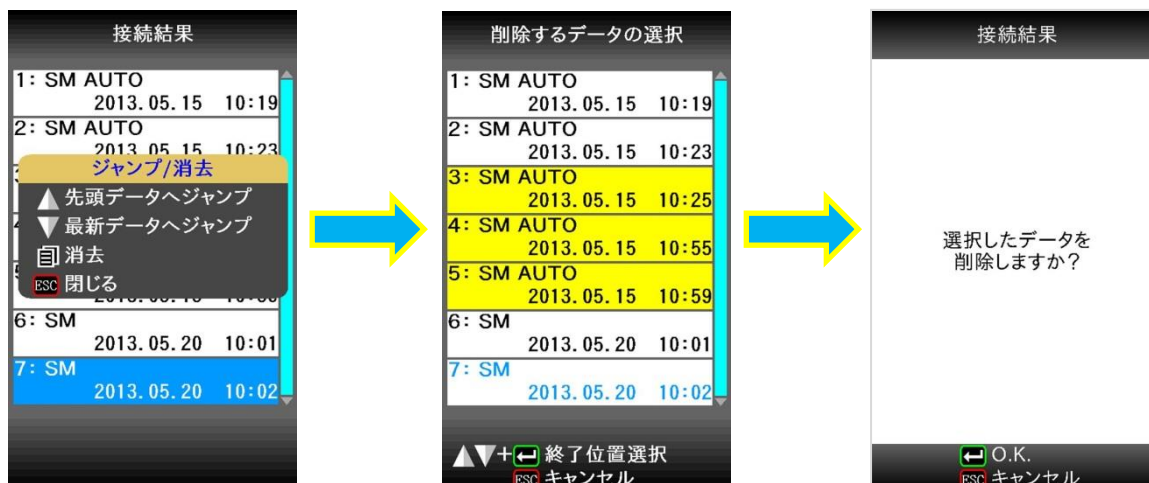 接続結果
1: SM AUTO
2013.05.15 10:19
2: SM AUTO
2013.05.15 10:23
ジャンプ/消去
先頭データへジャンプ
最新データへジャンプ
消去
ESC 閉じる
6: SM
2013.05.20 10:01
7: SM
2013.05.20 10:02
削除するデータの選択
1: SM AUTO
2013.05.15 10:19
2: SM AUTO
2013.05.15 10:23
3: SM AUTO
2013.05.15 10:25
4: SM AUTO
2013.05.15 10:55
5: SM AUTO
2013.05.15 10:59
6: SM
2013.05.20 10:01
7: SM
2013.05.20 10:02
▲▼+↵ 終了位置選択
ESC キャンセル
接続結果
選択したデータを
削除しますか？
↵ O.K.
ESC キャンセル